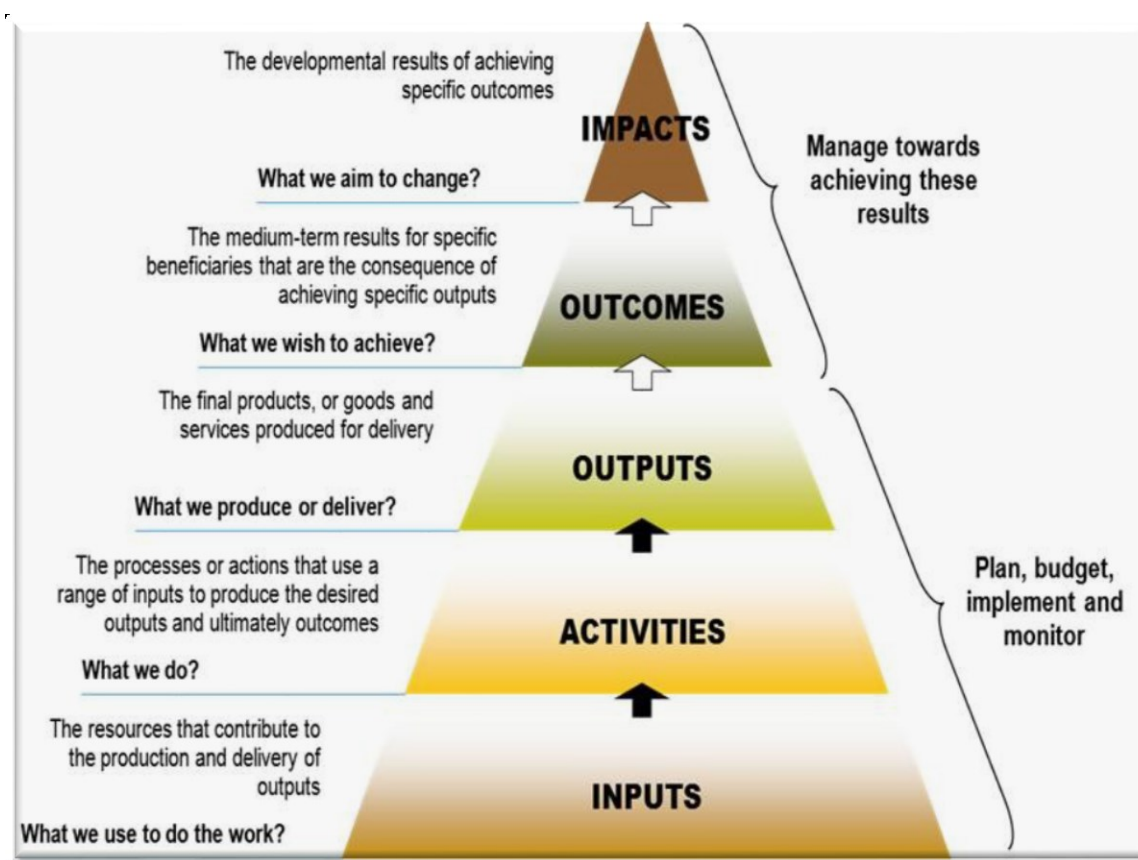 The developmental results of achieving
specific outcomes
IMPACTS
What we aim to change?
Manage towards
achieving these
results
The medium-term results for specific
beneficiaries that are the consequence of
achieving specific outputs
OUTCOMES
What we wish to achieve?
The final products, or goods and
services produced for delivery
OUTPUTS
What we produce or deliver?
The processes or actions that use a
range of inputs to produce the desired
outputs and ultimately outcomes
ACTIVITIES
What we do?
Plan, budget,
implement and
monitor
The resources that contribute to
the production and delivery of
outputs
INPUTS
What we use to do the work?